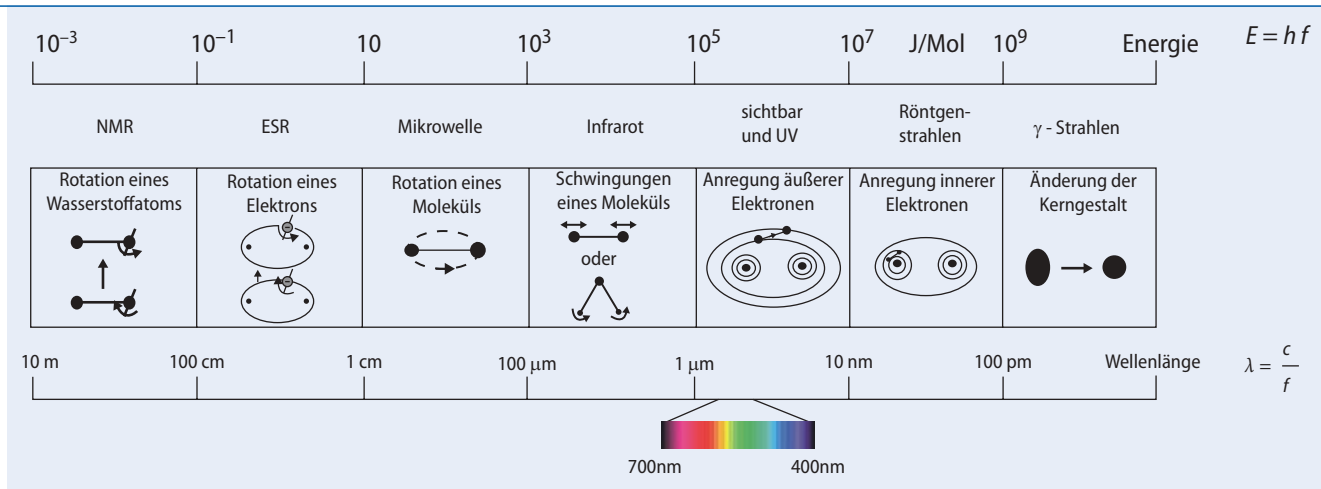 10⁻³ 10⁻¹ 10 10³ 10⁵ 10⁷ J/Mol 10⁹ Energie E = h f
NMR ESR Mikrowelle Infrarot sichtbar und UV Röntgen- strahlen γ - Strahlen
Rotation eines
Wasserstoffatoms
Rotation eines
Elektrons
Rotation eines
Moleküls
Schwingungen
eines Moleküls
oder
Anregung äußerer
Elektronen
Anregung innerer
Elektronen
Änderung der
Kerngestalt
10 m 100 cm 1 cm 100 µm 1 µm 10 nm 100 pm Wellenlänge λ = c/f
700nm 400nm